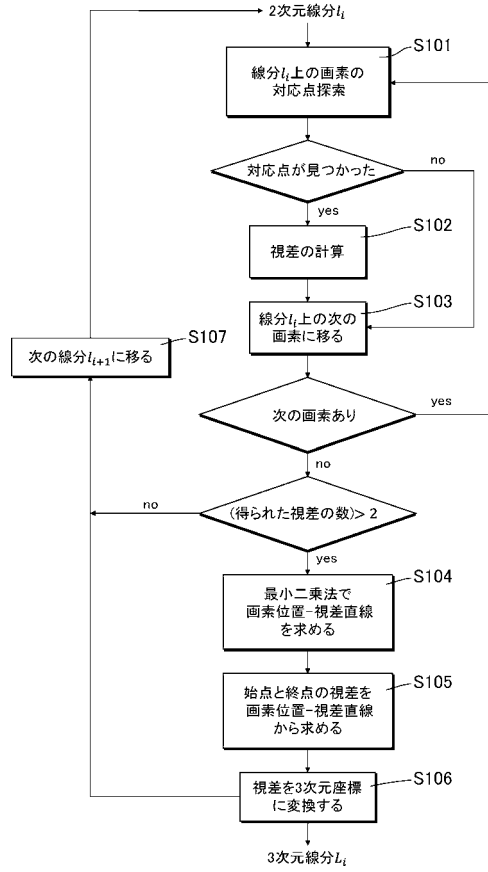 2次元線分lᵢ
S101
線分lᵢ上の画素の
対応点探索
対応点が見つかった
no
yes
S102
視差の計算
S103
線分lᵢ上の次の
画素に移る
S107
次の線分lᵢ₊₁に移る
次の画素あり
yes
no
(得られた視差の数)> 2
no
yes
S104
最小二乗法で
画素位置-視差直線
を求める
S105
始点と終点の視差を
画素位置-視差直線
から求める
S106
視差を3次元座標
に変換する
3次元線分Lᵢ